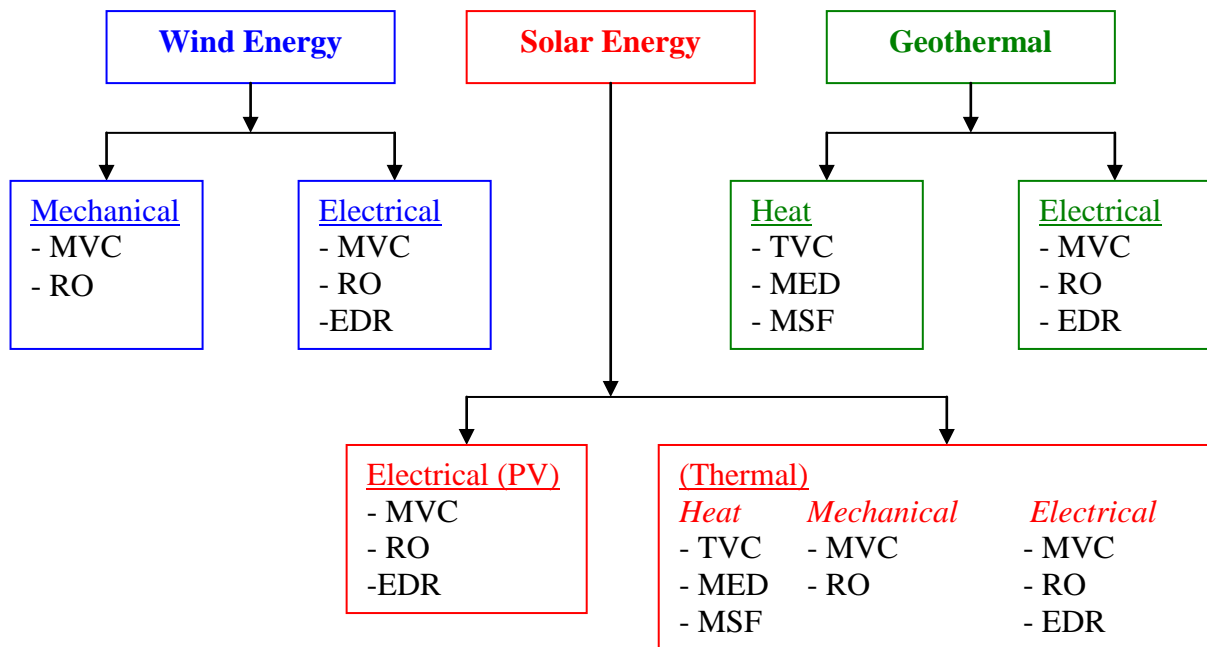 Wind Energy
Solar Energy
Geothermal
Mechanical
- MVC
- RO
Electrical
- MVC
- RO
-EDR
Heat
- TVC
- MED
- MSF
Electrical
- MVC
- RO
- EDR
Electrical (PV)
- MVC
- RO
-EDR
(Thermal)
Heat Mechanical Electrical
- TVC - MVC - MVC
- MED - RO - RO
- MSF - EDR